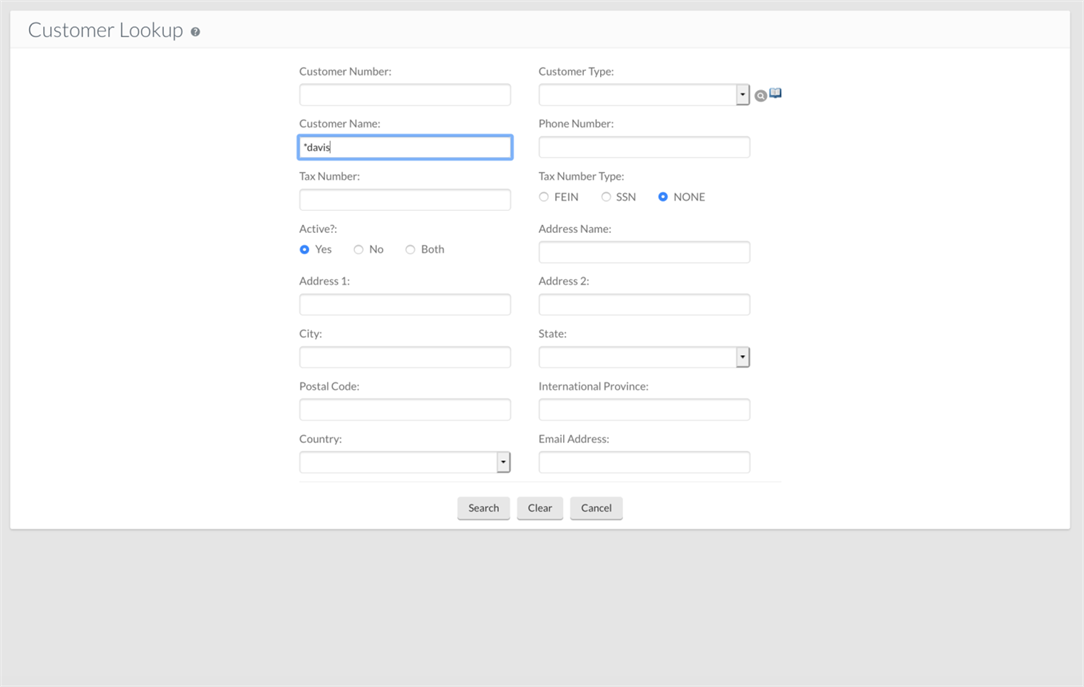 Customer Lookup ?
Customer Number: Customer Type:
Customer Name: Phone Number:
*davis
Tax Number: Tax Number Type:
FEIN SSN NONE
Active?: Address Name:
Yes No Both
Address 1: Address 2:
City: State:
Postal Code: International Province:
Country: Email Address:
Search Clear Cancel